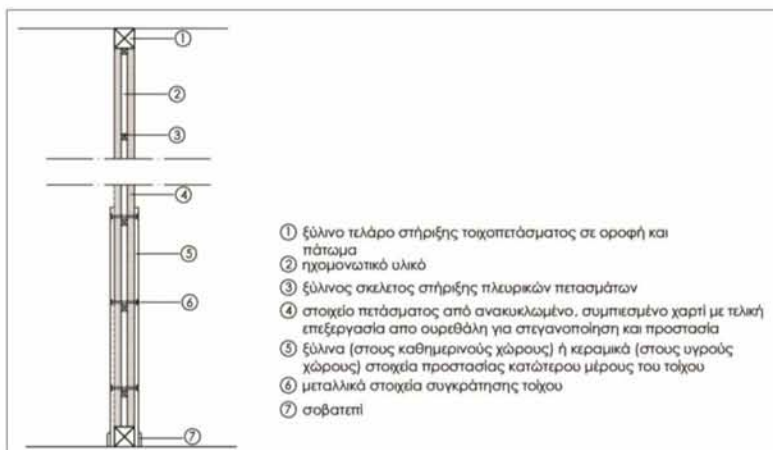 ①
②
③
④
⑤
⑥
⑦
① ξύλινο τελάρο στήριξης τοιχοπετάσματος σε οροφή και
πάτωμα
② ηχομονωτικό υλικό
③ ξύλινος σκελετος στήριξης πλευρικών πετασμάτων
④ στοιχείο πετάσματος από ανακυκλωμένο, συμπιεσμένο χαρτί με τελική
επεξεργασία απο ουρεθάλη για στεγανοποίηση και προστασία
⑤ ξύλινα (στους καθημερινούς χώρους) ή κεραμικά (στους υγρούς
χώρους) στοιχεία προστασίας κατώτερου μέρους του τοίχου
⑥ μεταλλικά στοιχεία συγκράτησης τοίχου
⑦ σοβατεπί